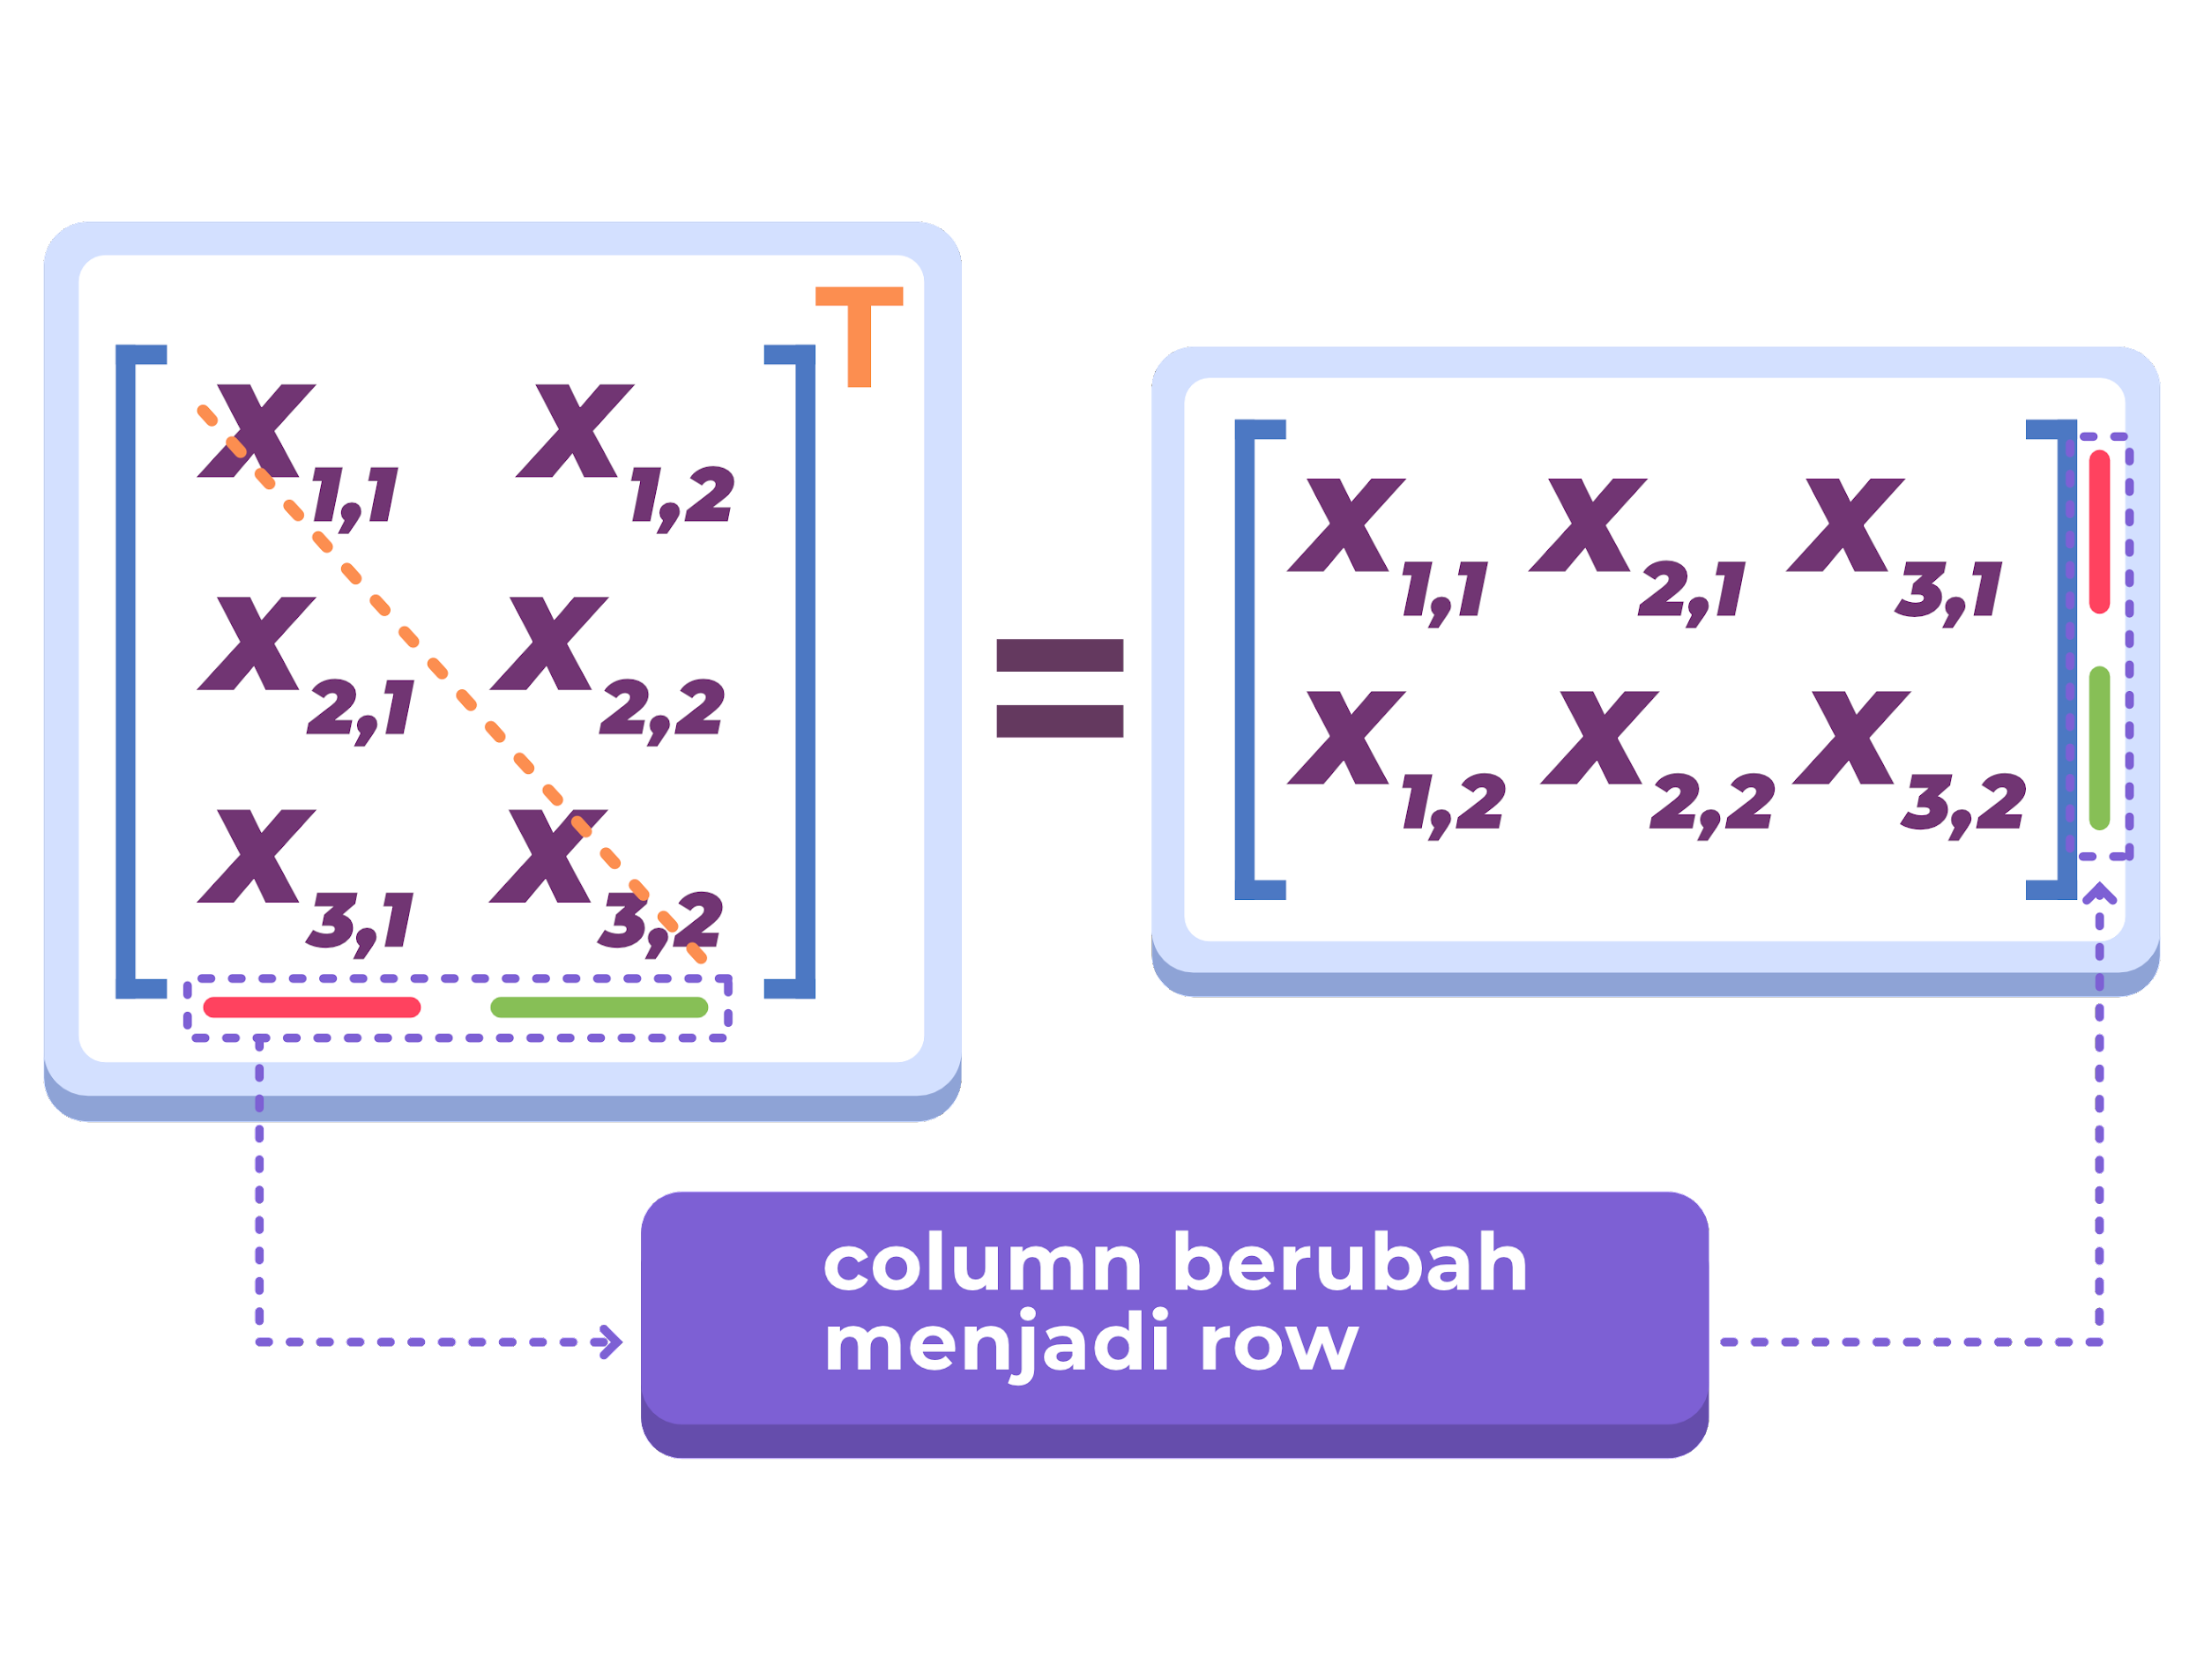 T
X1,1 X1,2
X2,1 X2,2
X3,1 X3,2
=
X1,1 X2,1 X3,1
X1,2 X2,2 X3,2
column berubah
menjadi row